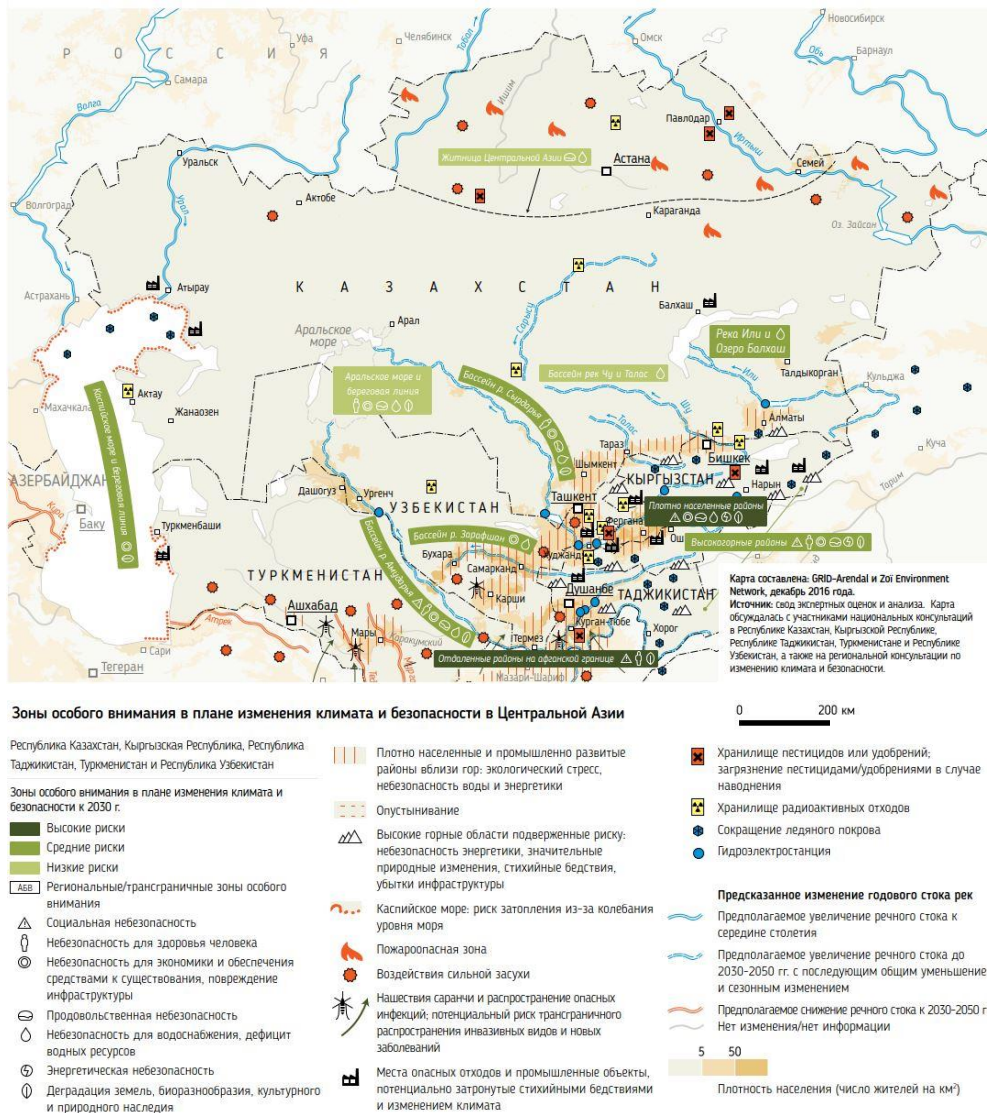 Новосибирск
Челябинск
Омск
Уфа
Обь
Барнаул
РОССИЯ
Тобол
Ишим
Самара
Волга
Павлодар
Иртыш
Житница Центральной Азии
Астана
Семей
Уральск
Актобе
Волгоград
Урал
Караганда
Оз. Зайсан
Астрахань
Атырау
КАЗАХСТАН
Балхаш
Сарысу
Аральское
море
Арал
Река Или и
Озеро Балхаш
Аральское море и
береговая линия
Бассейн р. Сырдарья
Бассейн рек Чу и Талас
Или
Талдыкорган
Кульджа
Каспийское море и береговая линия
Актау
Махачкала
Жанаозен
Талас
Шу
Алматы
Тараз
Бишкек
Куча
Шымкент
КЫРГЫЗСТАН
Нарын
Тарим
АЗЕРБАЙДЖАН
Дашогуз
Ургенч
УЗБЕКИСТАН
Ташкент
Плотно населенные районы
Кура
Баку
Туркменбаши
Бассейн р. Зарафшон
Фергана
Ош
Высокогорные районы
Бассейн р. Амударья
Бухара
Худжанд
Самарканд
ТУРКМЕНИСТАН
Карши
Душанбе
ТАДЖИКИСТАН
Ашхабад
Атрек
Мары
Каракумский
Термез
Курган-Тюбе
Хорог
Сари
Тегеран
Отдаленные районы на афганской границе
Мазари-Шариф
Карта составлена: GRID-Arendal и Zoï Environment
Network, декабрь 2016 года.
Источник: свод экспертных оценок и анализа. Карта
обсуждалась с участниками национальных консультаций
в Республике Казахстан, Кыргызской Республике,
Республике Таджикистан, Туркменистане и Республике
Узбекистан, а также на региональной консультации по
изменению климата и безопасности.
Зоны особого внимания в плане изменения климата и безопасности в Центральной Азии
0 200 км
Республика Казахстан, Кыргызская Республика, Республика
Таджикистан, Туркменистан и Республика Узбекистан
Зоны особого внимания в плане изменения климата и
безопасности к 2030 г.
Высокие риски
Средние риски
Низкие риски
АБВ Региональные/трансграничные зоны особого
внимания
Социальная небезопасность
Небезопасность для здоровья человека
Небезопасность для экономики и обеспечения
средствами к существования, повреждение
инфраструктуры
Продовольственная небезопасность
Небезопасность для водоснабжения, дефицит
водных ресурсов
Энергетическая небезопасность
Деградация земель, биоразнообразия, культурного
и природного наследия
Плотно населенные и промышленно развитые
районы вблизи гор: экологический стресс,
небезопасность воды и энергетики
Опустынивание
Высокие горные области подверженные риску:
небезопасность энергетики, значительные
природные изменения, стихийные бедствия,
убытки инфраструктуры
Каспийское море: риск затопления из-за колебания
уровня моря
Пожароопасная зона
Воздействия сильной засухи
Нашествия саранчи и распространение опасных
инфекций; потенциальный риск трансграничного
распространения инвазивных видов и новых
заболеваний
Места опасных отходов и промышленные объекты,
потенциально затронутые стихийными бедствиями
и изменением климата
Хранилище пестицидов или удобрений;
загрязнение пестицидами/удобрениями в случае
наводнения
Хранилище радиоактивных отходов
Сокращение ледяного покрова
Гидроэлектростанция
Предсказанное изменение годового стока рек
Предполагаемое увеличение речного стока к
середине столетия
Предполагаемое увеличение речного стока до
2030-2050 гг. с последующим общим уменьшение
и сезонным изменением
Предполагаемое снижение речного стока к 2030-2050 г
Нет изменения/нет информации
5 50
Плотность населения (число жителей на км²)